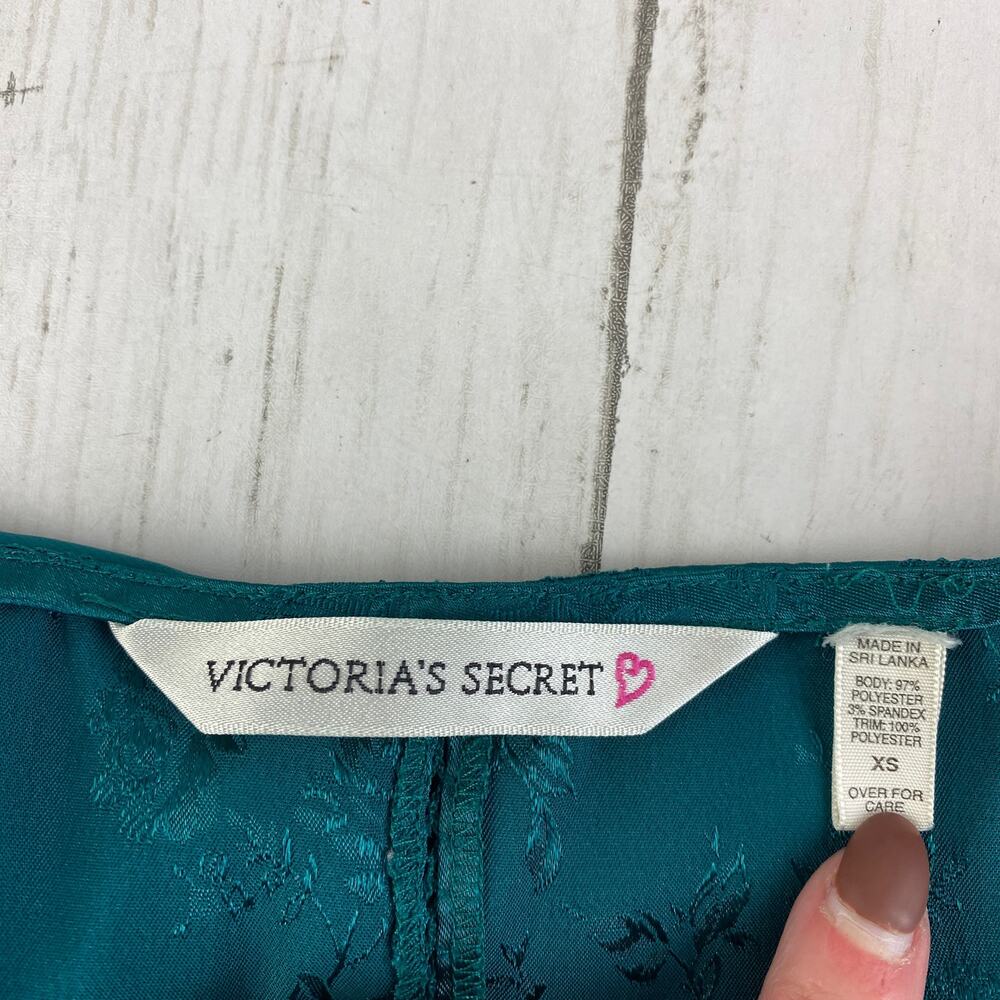 VICTORIA'S SECRET
MADE IN
SRI LANKA
BODY: 97%
POLYESTER
3% SPANDEX
TRIM: 100%
POLYESTER
XS
OVER FOR
CARE